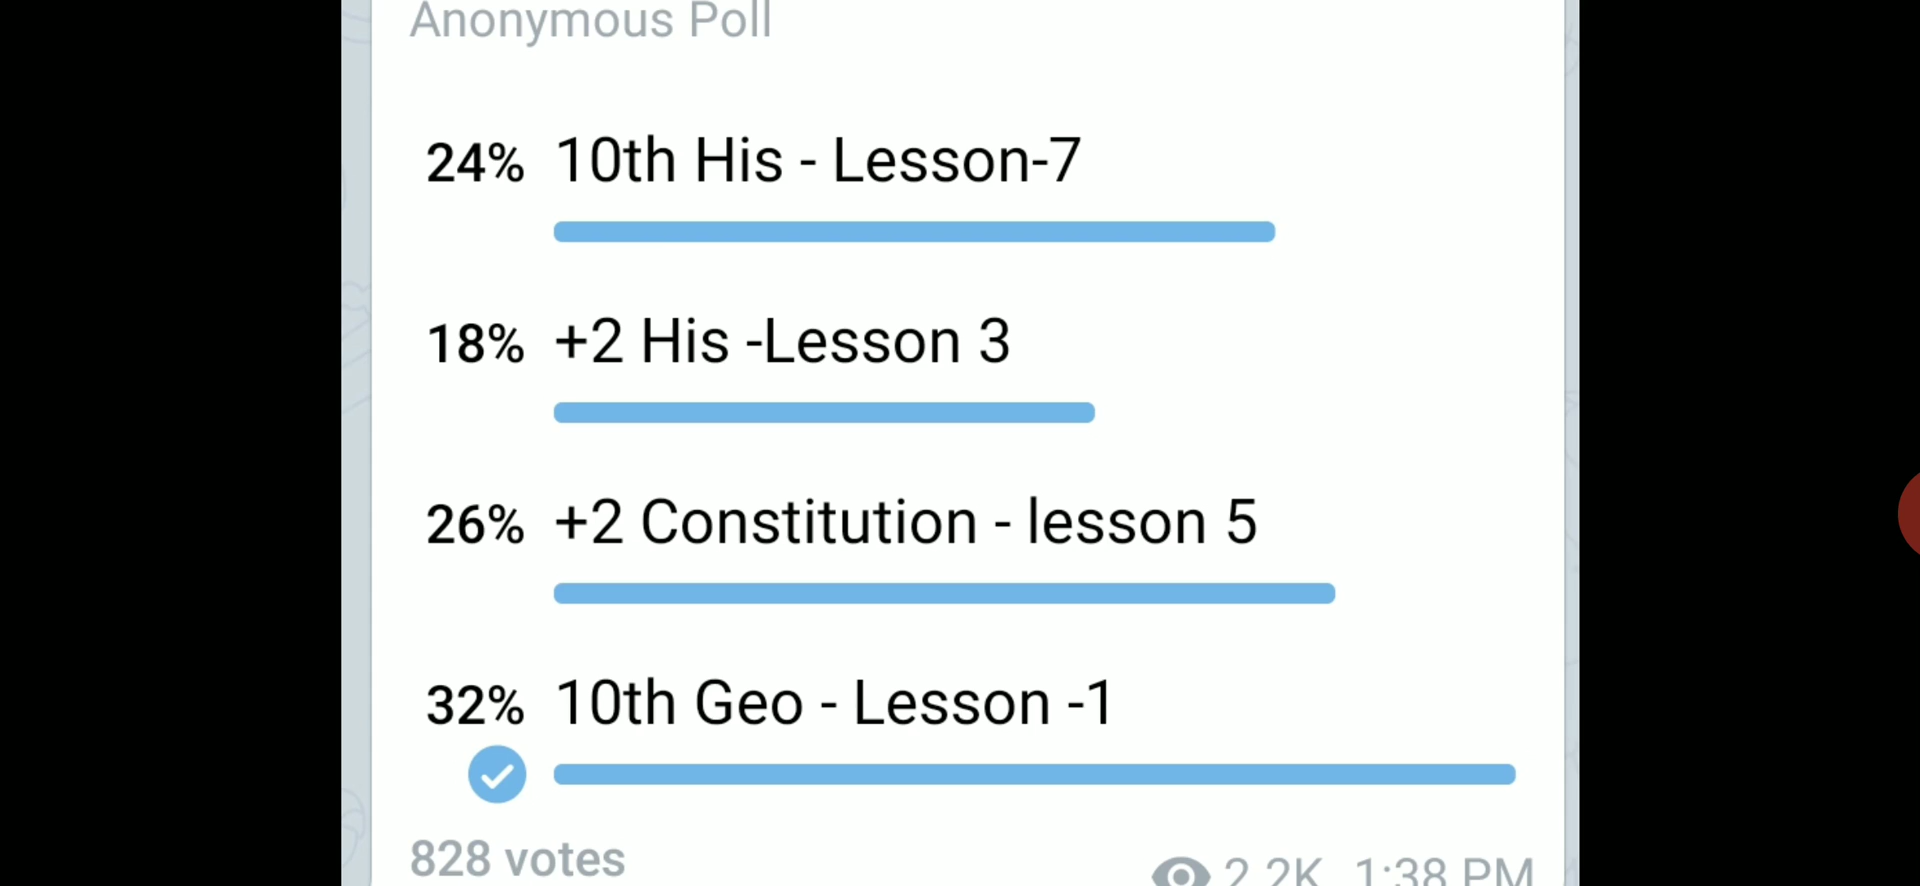 Anonymous Poll
24% 10th His - Lesson-7
18% +2 His -Lesson 3
26% +2 Constitution - lesson 5
32% 10th Geo - Lesson -1
828 votes
2.2K 1:38 PM